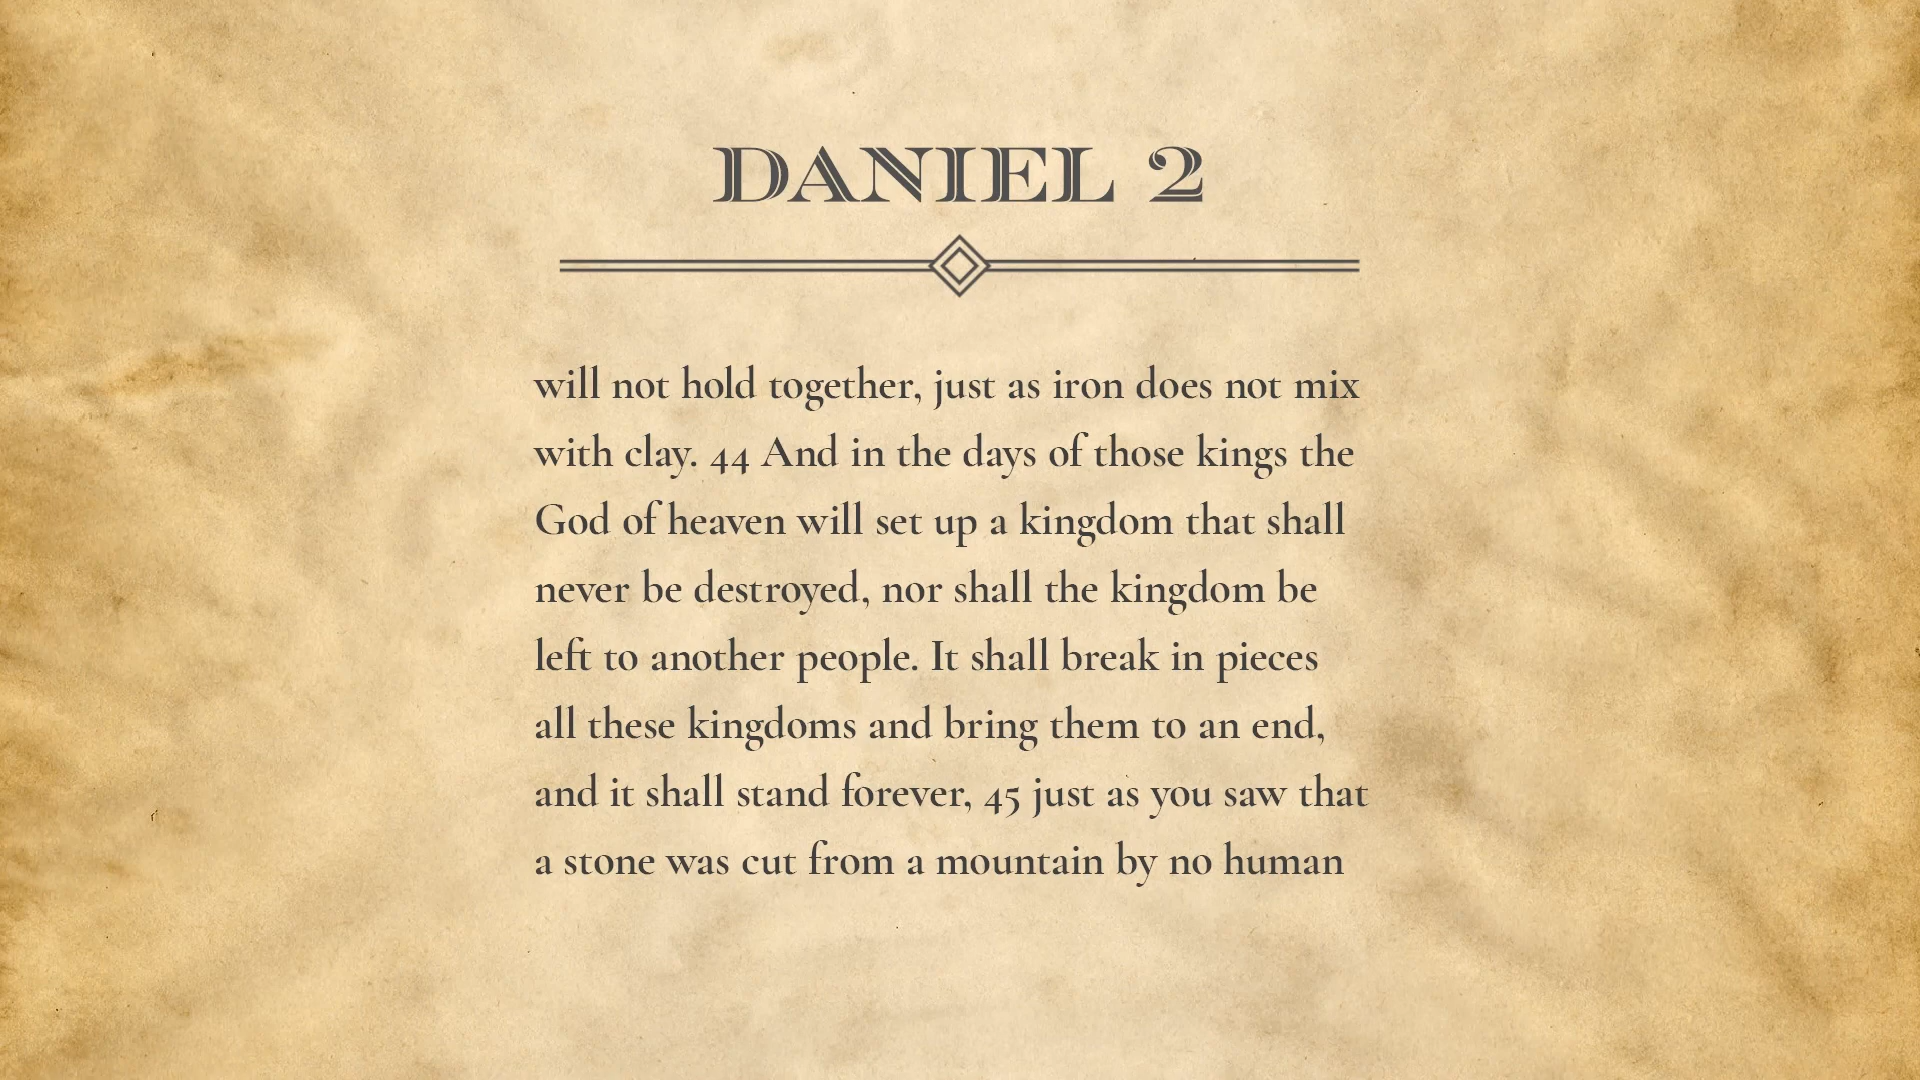 DANIEL 2
will not hold together, just as iron does not mix
with clay. 44 And in the days of those kings the
God of heaven will set up a kingdom that shall
never be destroyed, nor shall the kingdom be
left to another people. It shall break in pieces
all these kingdoms and bring them to an end,
and it shall stand forever, 45 just as you saw that
a stone was cut from a mountain by no human